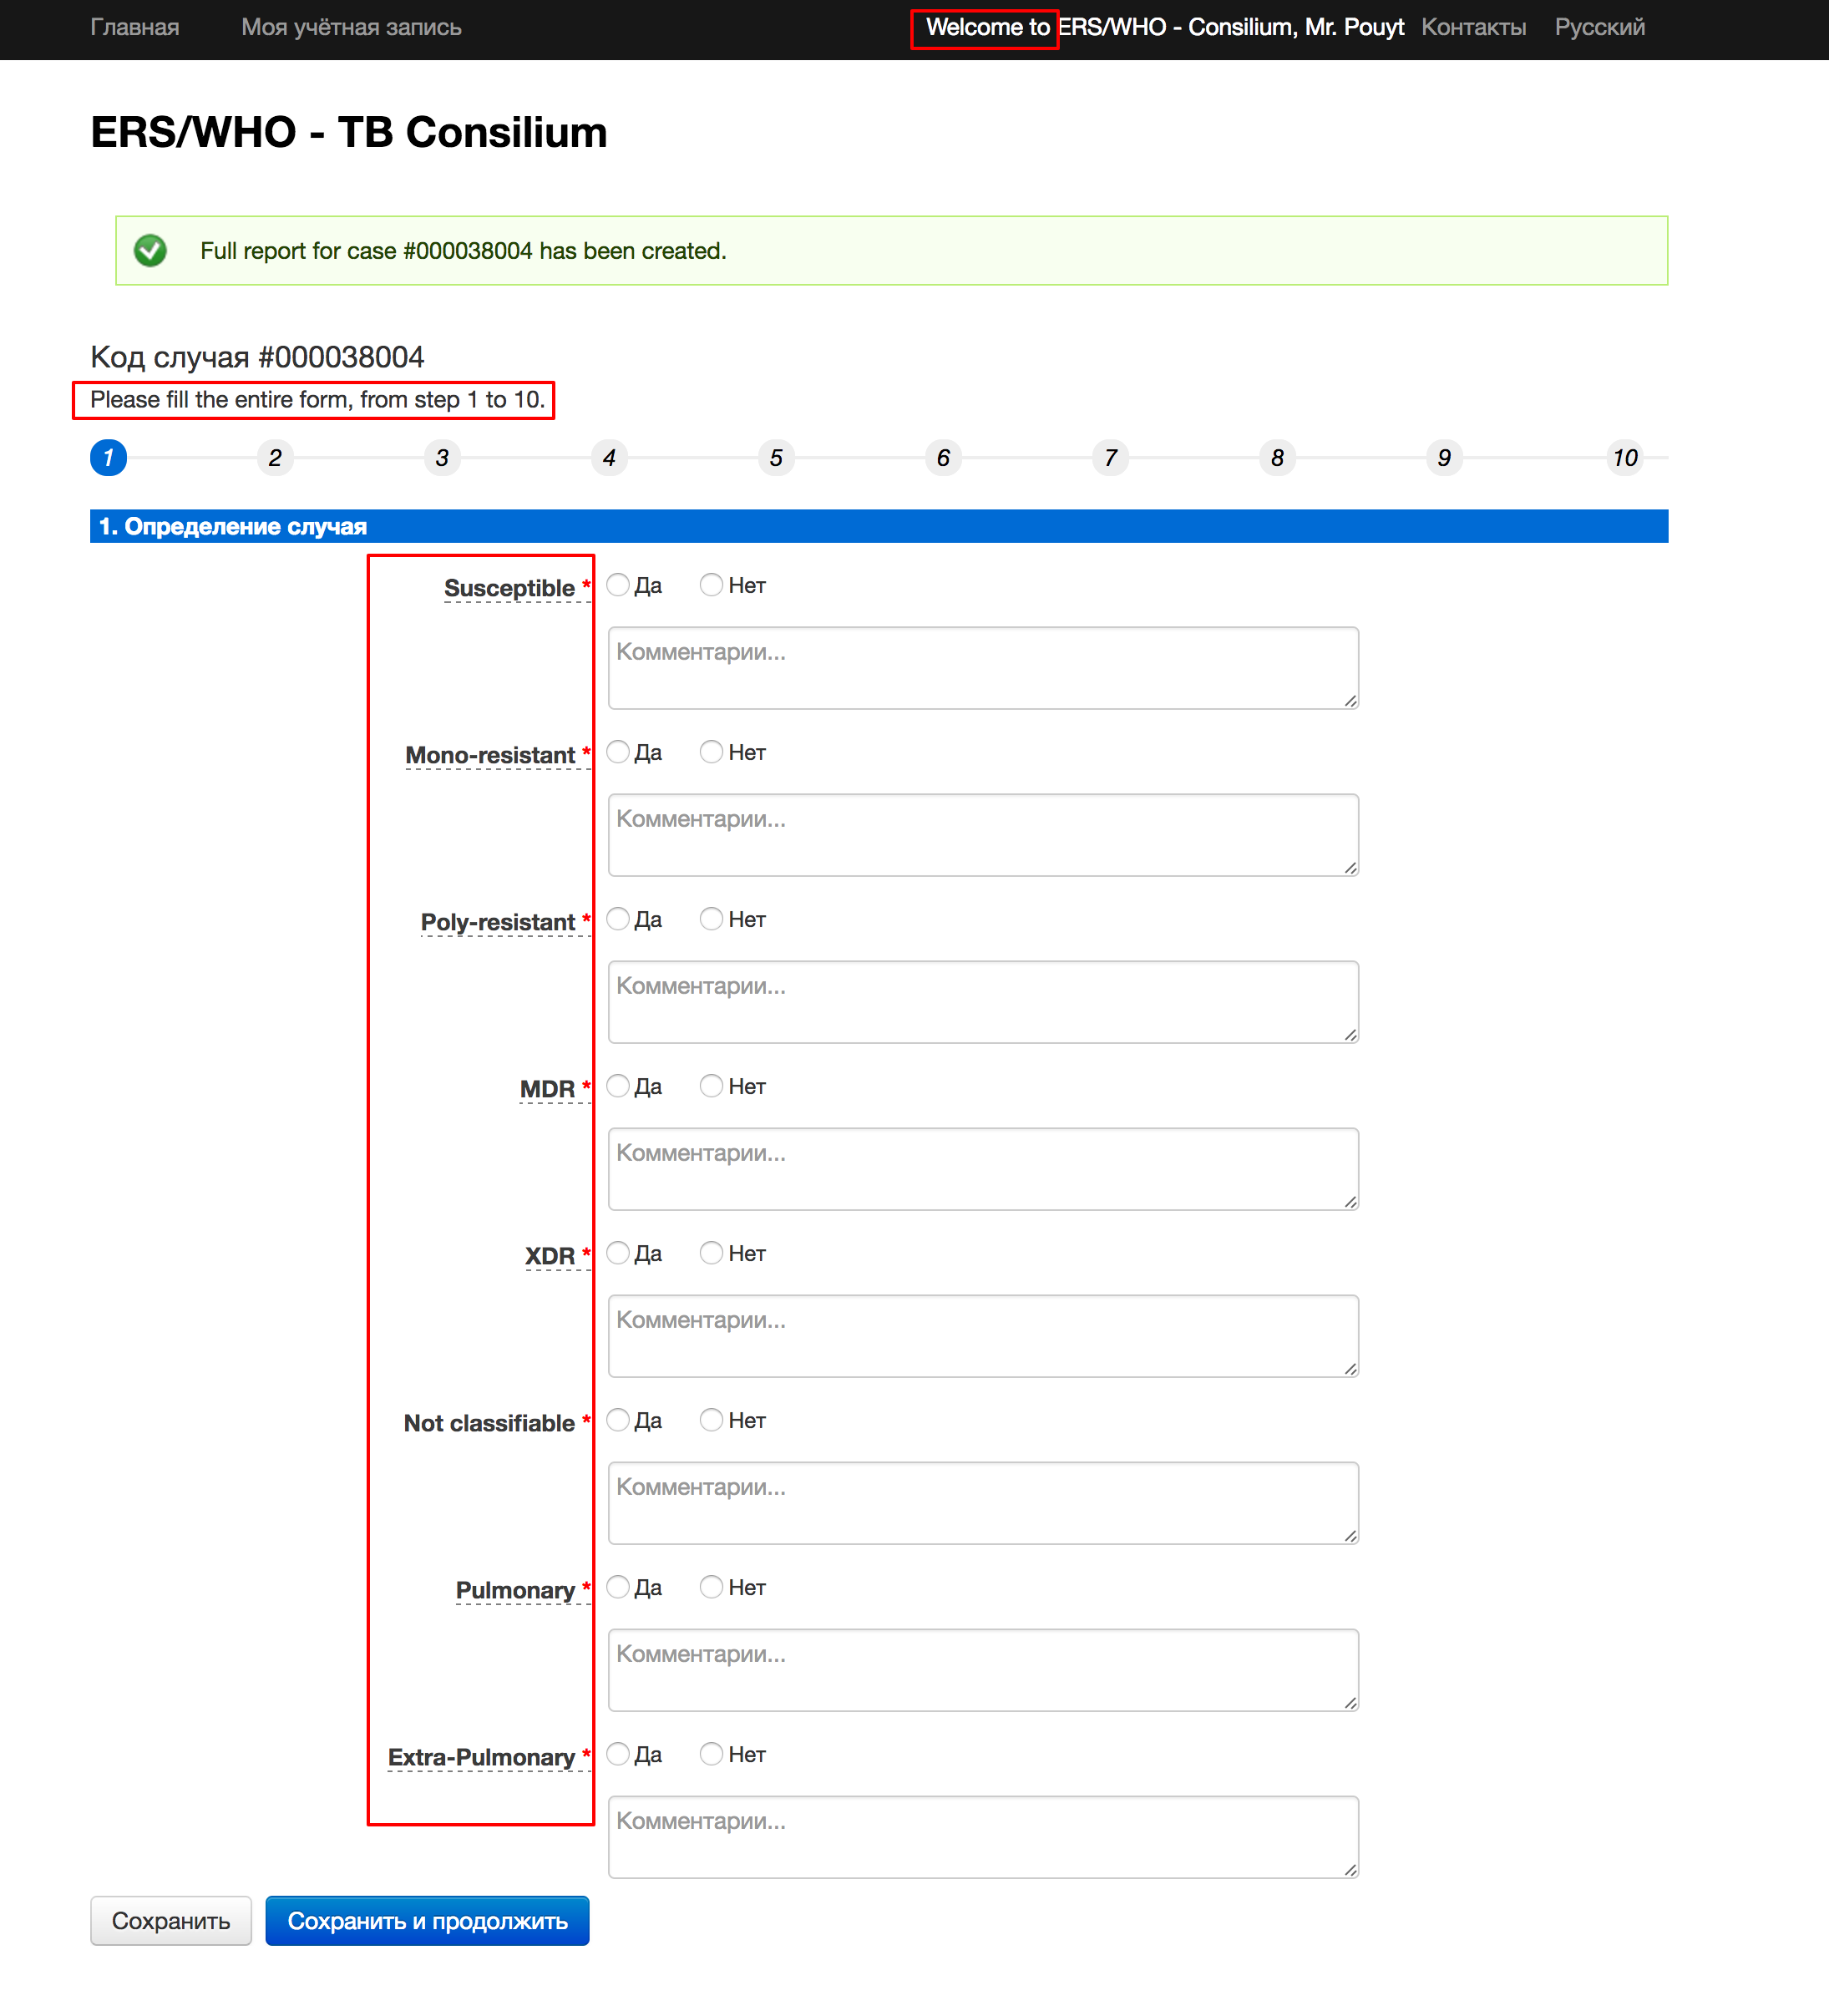 Главная Моя учётная запись Welcome to ERS/WHO - Consilium, Mr. Pouyt Контакты Русский
ERS/WHO - TB Consilium
Full report for case #000038004 has been created.
Код случая #000038004
Please fill the entire form, from step 1 to 10.
1 2 3 4 5 6 7 8 9 10
1. Определение случая
Susceptible * Да Нет
Комментарии...
Mono-resistant * Да Нет
Комментарии...
Poly-resistant * Да Нет
Комментарии...
MDR * Да Нет
Комментарии...
XDR * Да Нет
Комментарии...
Not classifiable * Да Нет
Комментарии...
Pulmonary * Да Нет
Комментарии...
Extra-Pulmonary * Да Нет
Комментарии...
Сохранить Сохранить и продолжить